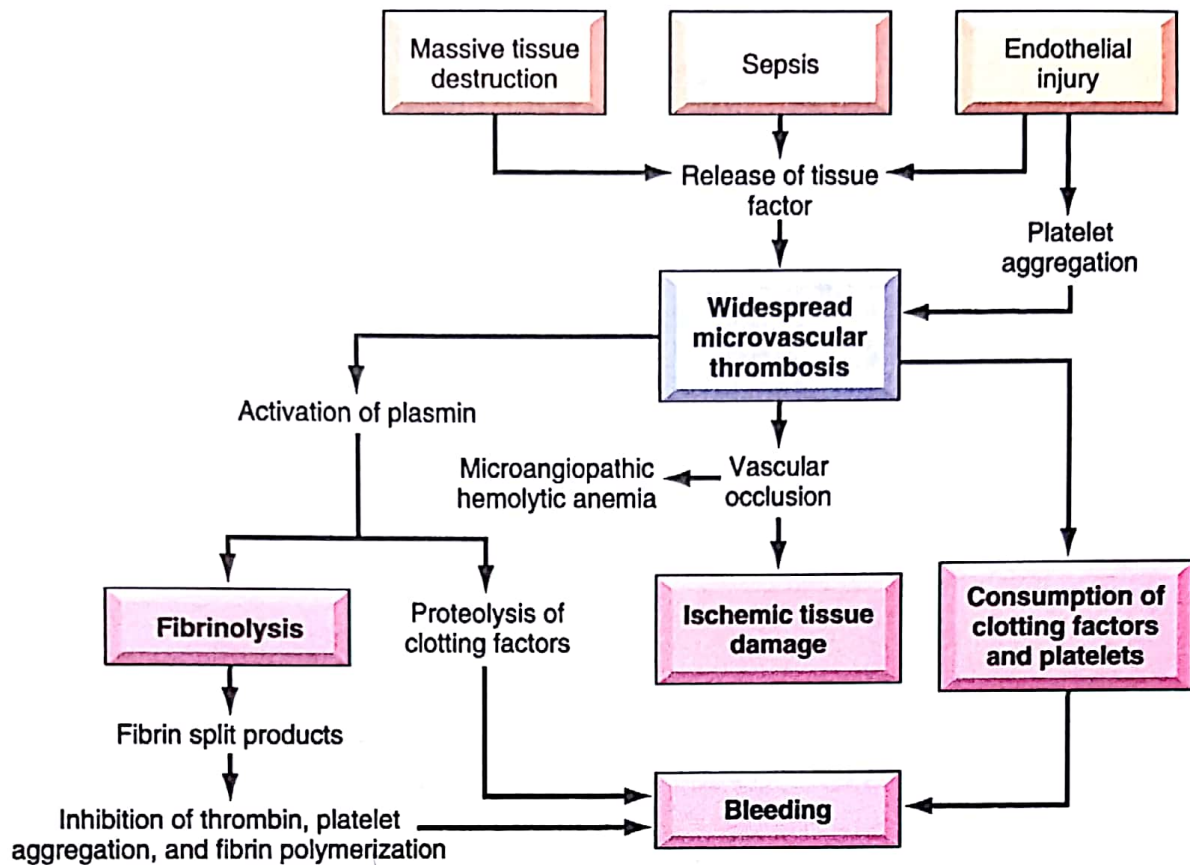 Massive tissue
destruction
Sepsis
Endothelial
injury
Release of tissue
factor
Platelet
aggregation
Widespread
microvascular
thrombosis
Activation of plasmin
Microangiopathic
hemolytic anemia
Vascular
occlusion
Fibrinolysis
Proteolysis of
clotting factors
Ischemic tissue
damage
Consumption of
clotting factors
and platelets
Fibrin split products
Bleeding
Inhibition of thrombin, platelet
aggregation, and fibrin polymerization